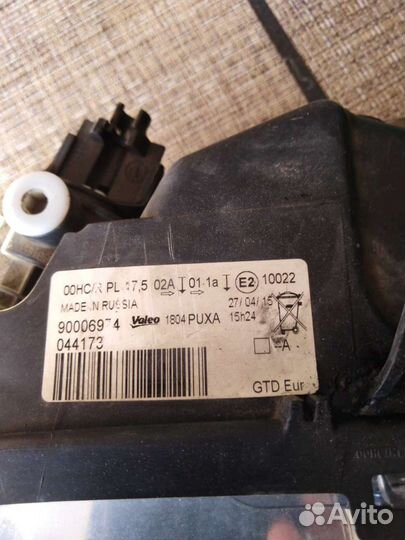 00HC/R PL 17,5 02A 01 1a E2 10022
MADE IN RUSSIA 27/04/15
90006974 Valeo 1804 PUXA 15h24
044173
A
GTD Eur
Avito